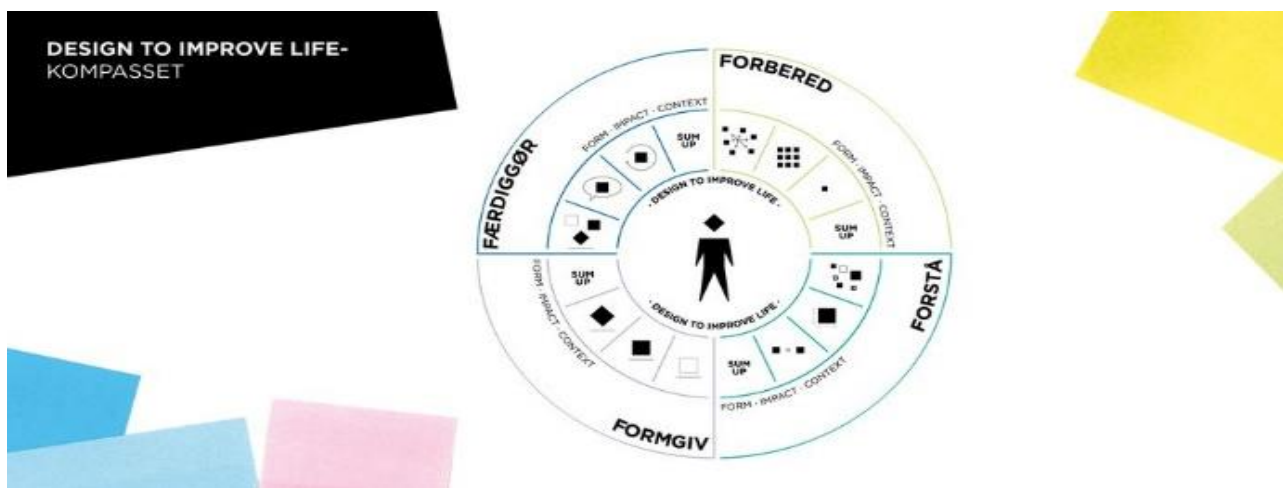 DESIGN TO IMPROVE LIFE-
KOMPASSET
FORBERED
FORM · IMPACT · CONTEXT
SUM
UP
FORSTÅ
FORM · IMPACT · CONTEXT
SUM
UP
FORMGIV
FORM · IMPACT · CONTEXT
SUM
UP
FÆRDIGGØR
FORM · IMPACT · CONTEXT
SUM
UP
· DESIGN TO IMPROVE LIFE ·
· DESIGN TO IMPROVE LIFE ·